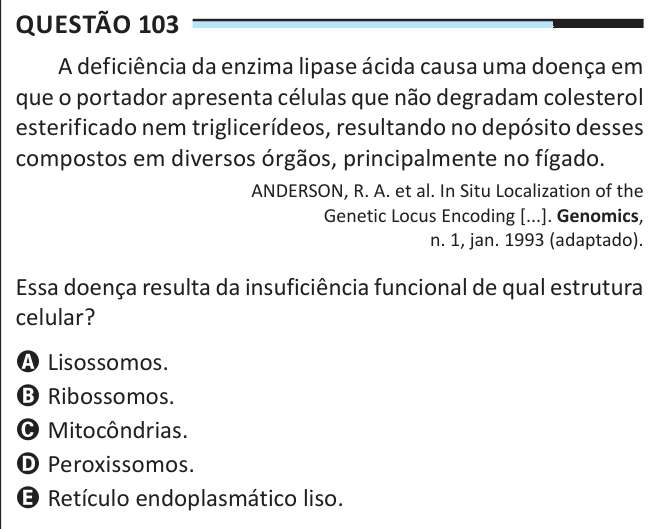 QUESTÃO 103
A deficiência da enzima lipase ácida causa uma doença em
que o portador apresenta células que não degradam colesterol
esterificado nem triglicerídeos, resultando no depósito desses
compostos em diversos órgãos, principalmente no fígado.
ANDERSON, R. A. et al. In Situ Localization of the
Genetic Locus Encoding [...]. Genomics,
n. 1, jan. 1993 (adaptado).
Essa doença resulta da insuficiência funcional de qual estrutura
celular?
A Lisossomos.
B Ribossomos.
C Mitocôndrias.
D Peroxissomos.
E Retículo endoplasmático liso.